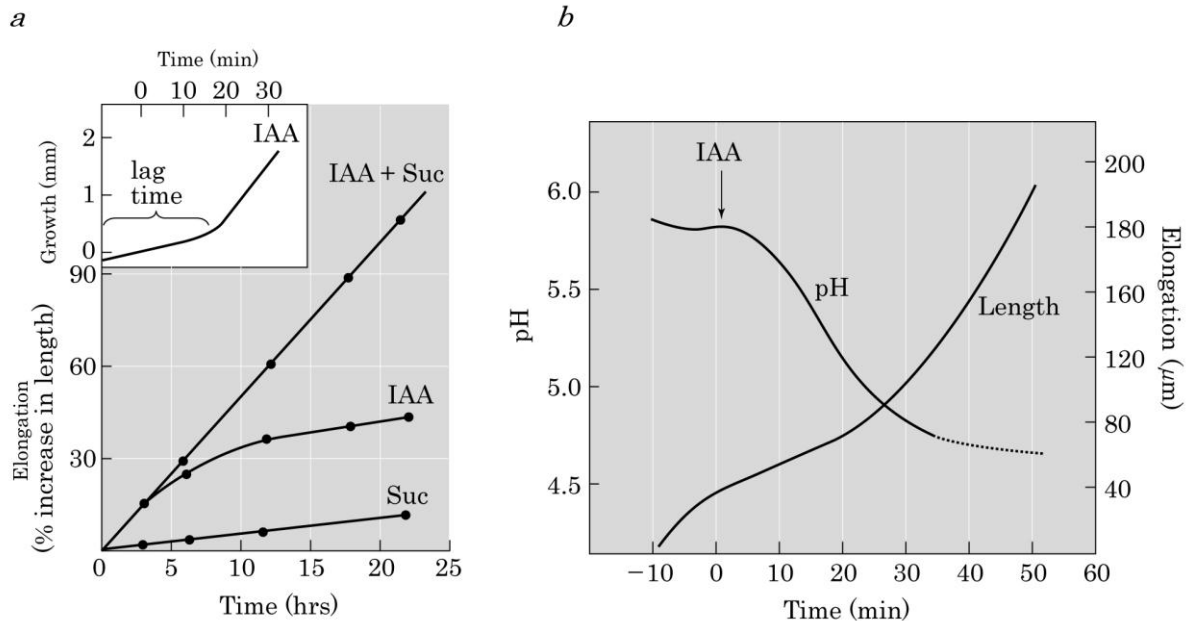 a
Time (min)
0 10 20 30
Growth (mm)
2
1
0
IAA
lag
time
Elongation
(% increase in length)
90
60
30
IAA + Suc
IAA
Suc
0 5 10 15 20 25
Time (hrs)
b
pH
6.0
5.5
5.0
4.5
IAA
pH
Length
200
180
160
120
80
40
Elongation (μm)
−10 0 10 20 30 40 50 60
Time (min)